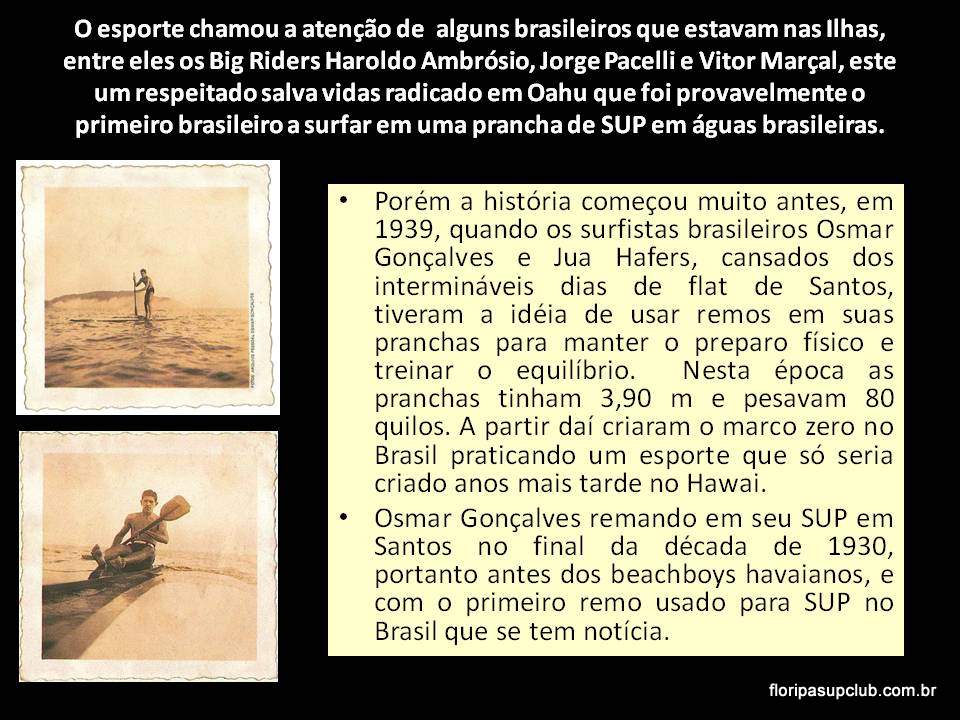 O esporte chamou a atenção de alguns brasileiros que estavam nas Ilhas,
entre eles os Big Riders Haroldo Ambrósio, Jorge Pacelli e Vitor Marçal, este
um respeitado salva vidas radicado em Oahu que foi provavelmente o
primeiro brasileiro a surfar em uma prancha de SUP em águas brasileiras.
• Porém a história começou muito antes, em
1939, quando os surfistas brasileiros Osmar
Gonçalves e Jua Hafers, cansados dos
intermináveis dias de flat de Santos,
tiveram a idéia de usar remos em suas
pranchas para manter o preparo físico e
treinar o equilíbrio. Nesta época as
pranchas tinham 3,90 m e pesavam 80
quilos. A partir daí criaram o marco zero no
Brasil praticando um esporte que só seria
criado anos mais tarde no Hawai.
• Osmar Gonçalves remando em seu SUP em
Santos no final da década de 1930,
portanto antes dos beachboys havaianos, e
com o primeiro remo usado para SUP no
Brasil que se tem notícia.
floripasupclub.com.br